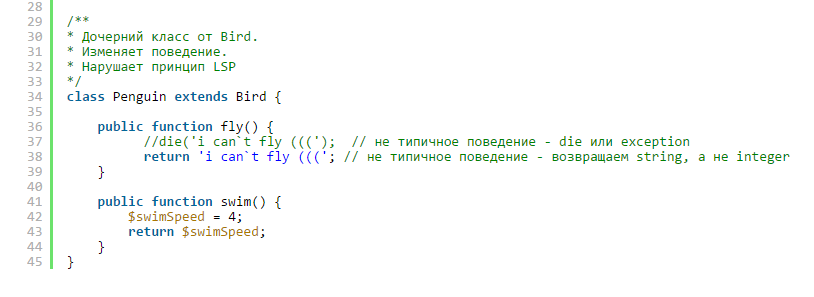 28
29 /**
30 * Дочерний класс от Bird.
31 * Изменяет поведение.
32 * Нарушает принцип LSP
33 */
34 class Penguin extends Bird {
35
36 public function fly() {
37 //die('i can`t fly ((('); // не типичное поведение - die или exception
38 return 'i can`t fly ((('; // не типичное поведение - возвращаем string, а не integer
39 }
40
41 public function swim() {
42 $swimSpeed = 4;
43 return $swimSpeed;
44 }
45 }